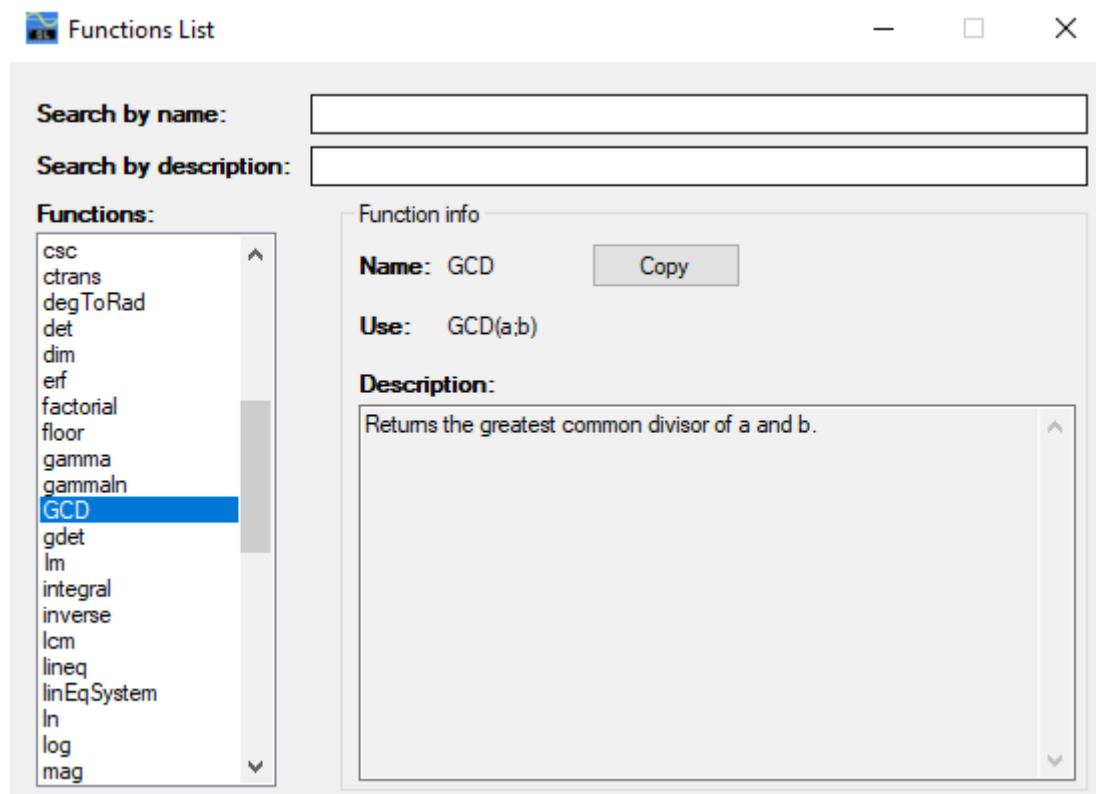 SL Functions List
Search by name:
Search by description:
Functions:
csc
ctrans
degToRad
det
dim
erf
factorial
floor
gamma
gammaln
GCD
gdet
Im
integral
inverse
lcm
lineq
linEqSystem
ln
log
mag
Function info
Name: GCD Copy
Use: GCD(a;b)
Description:
Returns the greatest common divisor of a and b.